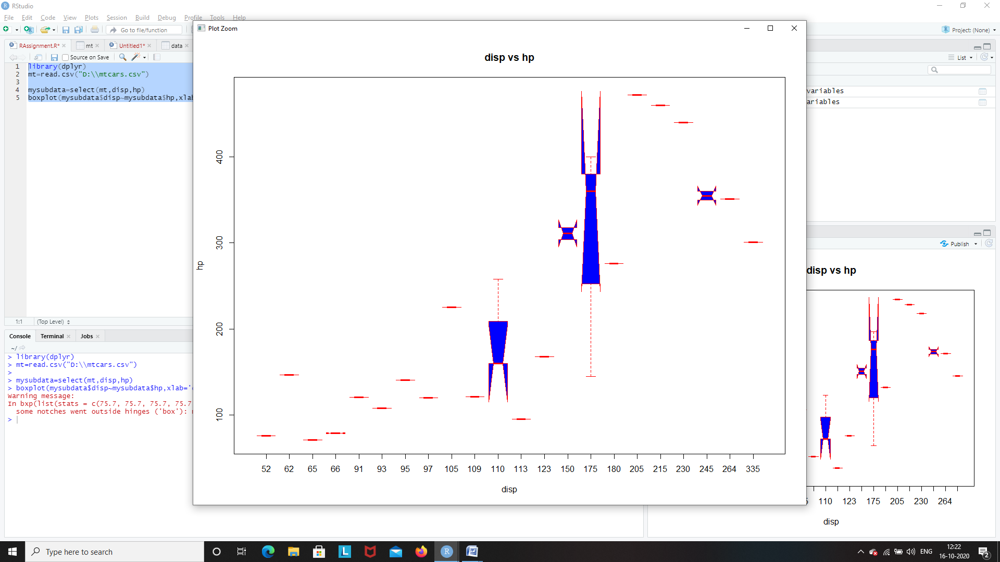 RStudio
File Edit Code View Plots Session Build Debug Profile Tools Help
Go to file/function
Project: (None)
RAssignment.R* mt Untitled1* data
Source on Save
1 library(dplyr)
2 mt=read.csv("D:\\mtcars.csv")
3
4 mysubdata=select(mt,disp,hp)
5 boxplot(mysubdata$disp~mysubdata$hp,xlab
1:1 (Top Level)
Console Terminal Jobs
~/
> library(dplyr)
> mt=read.csv("D:\\mtcars.csv")
>
> mysubdata=select(mt,disp,hp)
> boxplot(mysubdata$disp~mysubdata$hp,xlab='
Warning message:
In bxp(list(stats = c(75.7, 75.7, 75.7, 75.7
some notches went outside hinges ('box'):
>
Plot Zoom
disp vs hp
400
300
200
100
hp
52 62 65 66 91 93 95 97 105 109 110 113 123 150 175 180 205 215 230 245 264 335
disp
List
variables
ariables
Publish
disp vs hp
110 123 175 205 230 264
disp
Type here to search
L
R
W
ENG
12:22
16-10-2020
2